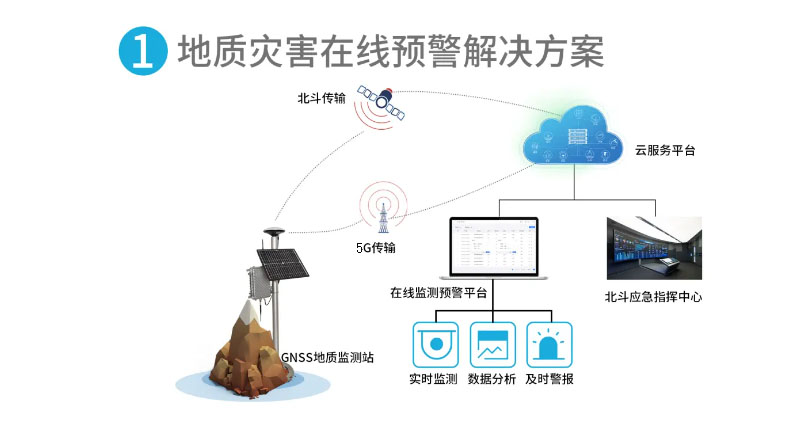 1 地质灾害在线预警解决方案
北斗传输
云服务平台
5G传输
在线监测预警平台
北斗应急指挥中心
GNSS地质监测站
实时监测 数据分析 及时警报